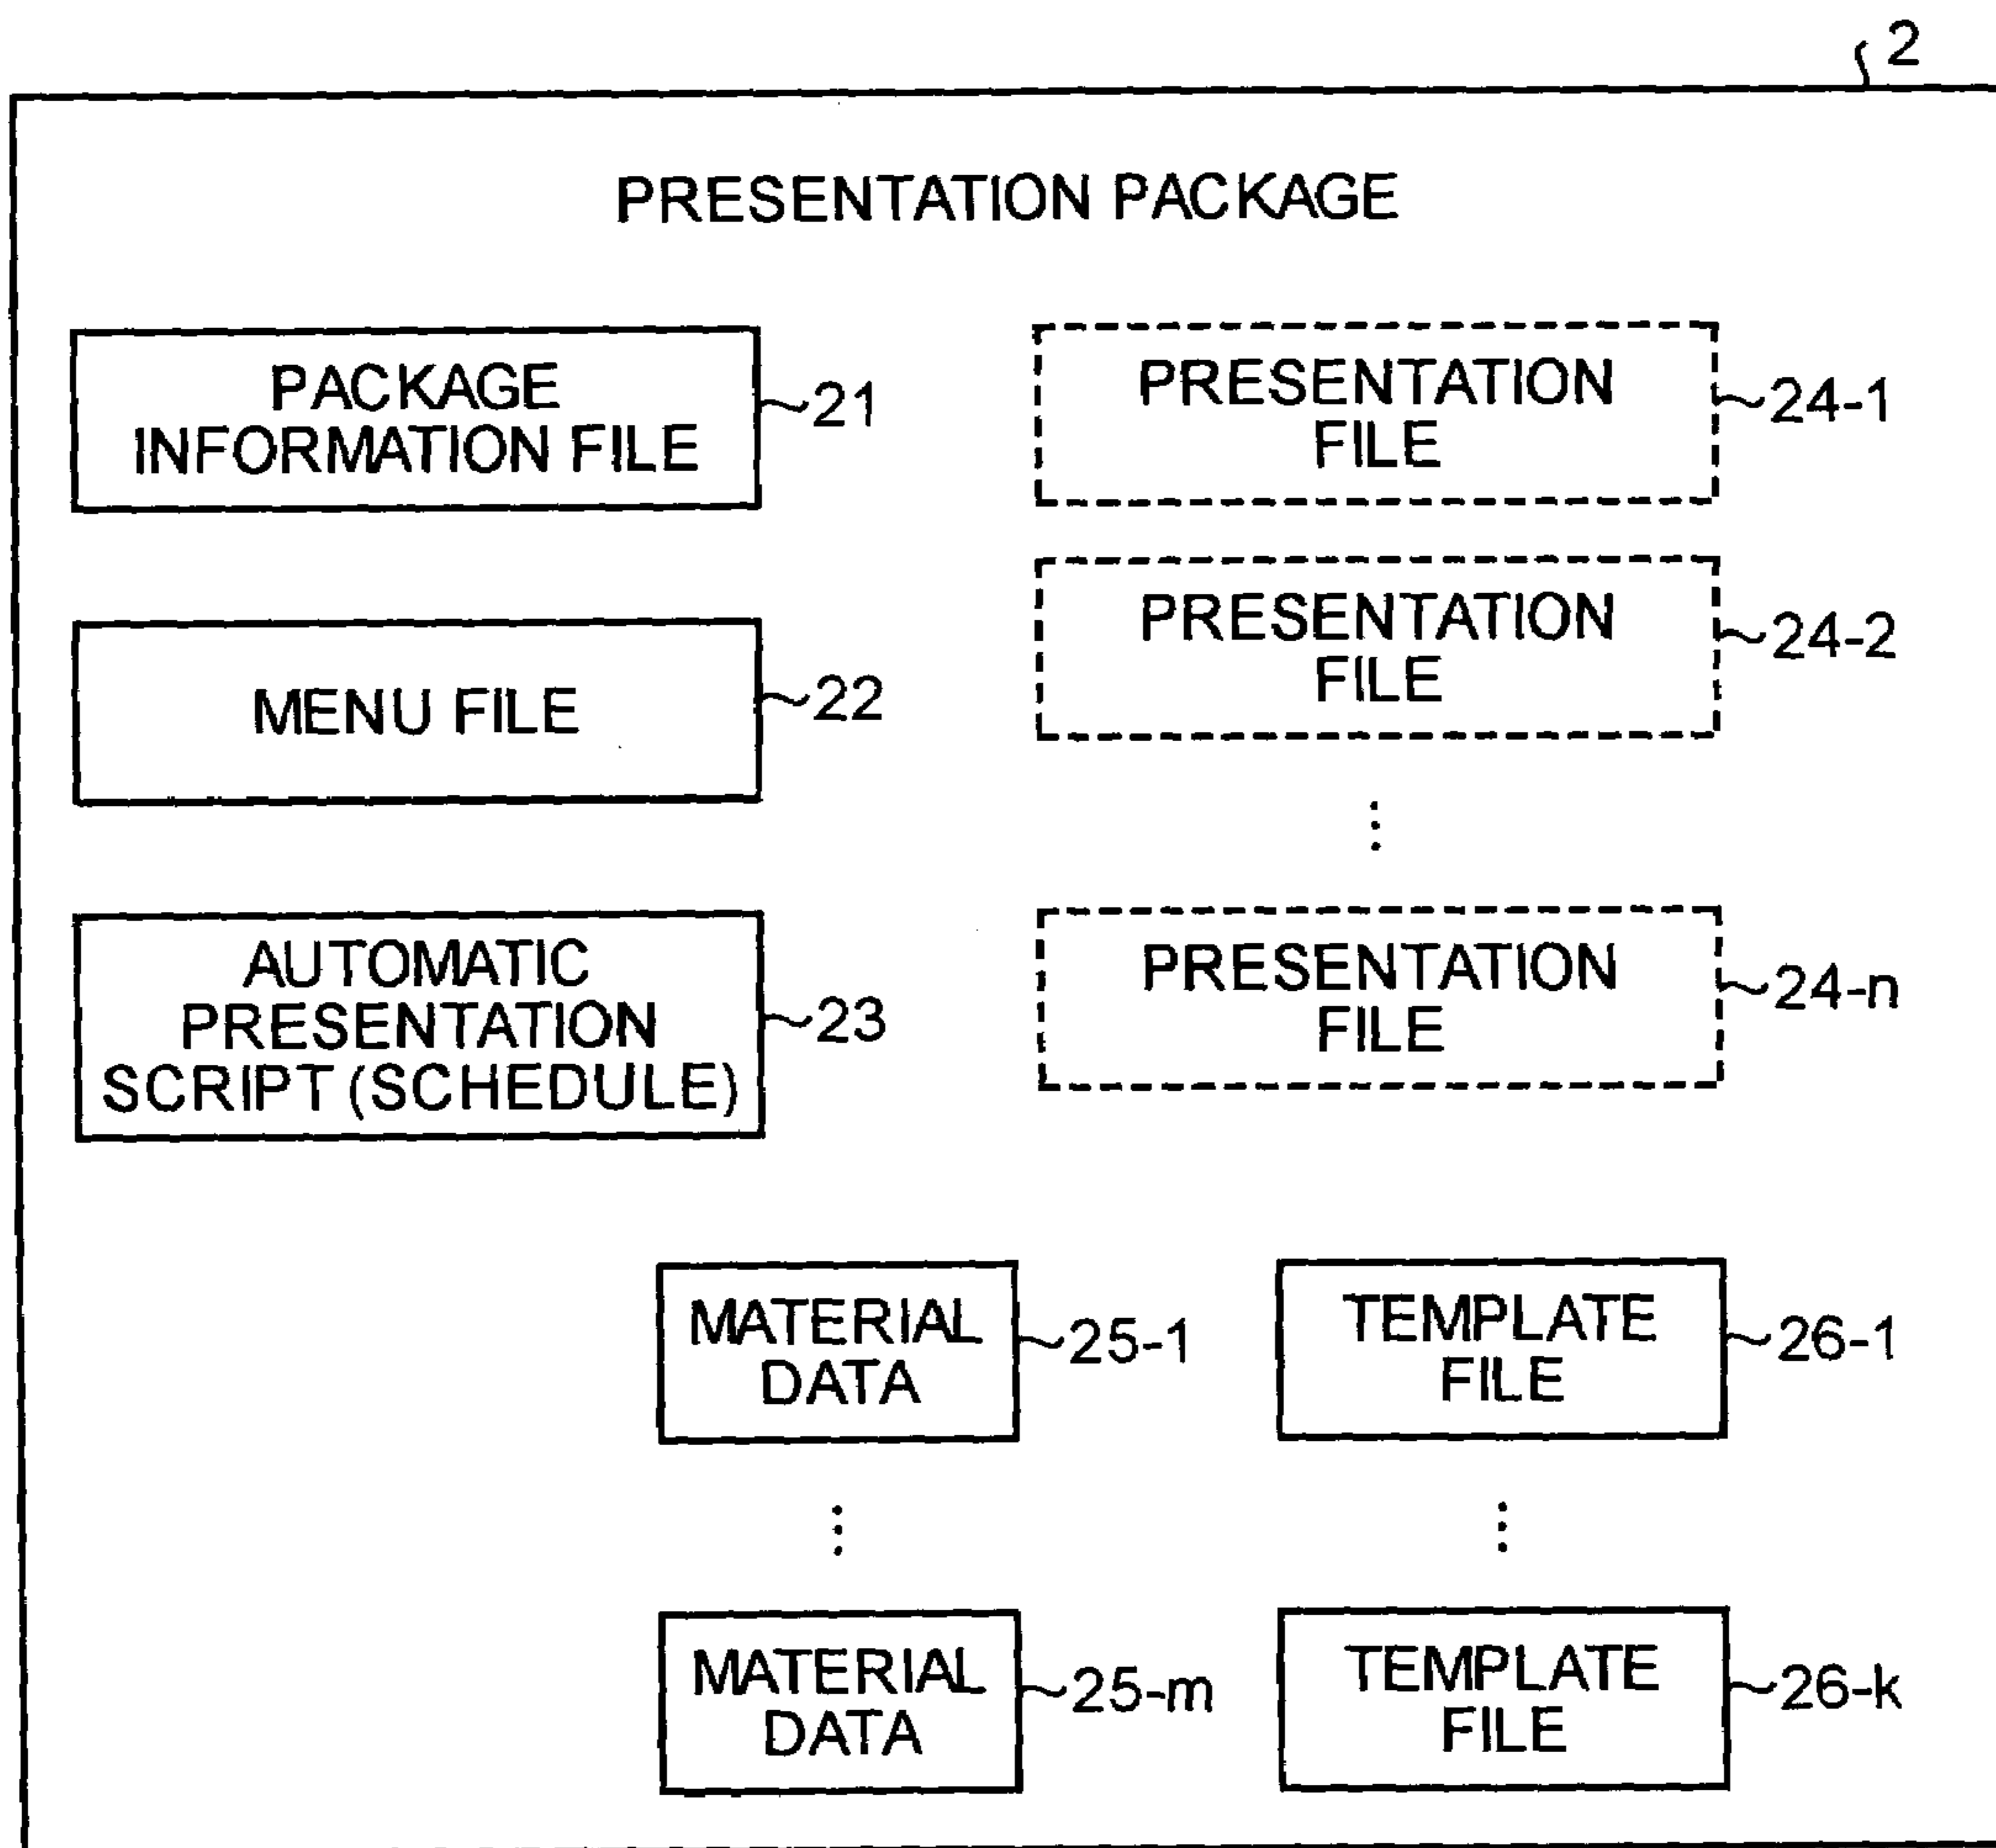 2
PRESENTATION PACKAGE
PACKAGE
INFORMATION FILE
21
MENU FILE
22
AUTOMATIC
PRESENTATION
SCRIPT (SCHEDULE)
23
PRESENTATION
FILE
24-1
PRESENTATION
FILE
24-2
PRESENTATION
FILE
24-n
MATERIAL
DATA
25-1
TEMPLATE
FILE
26-1
MATERIAL
DATA
25-m
TEMPLATE
FILE
26-k